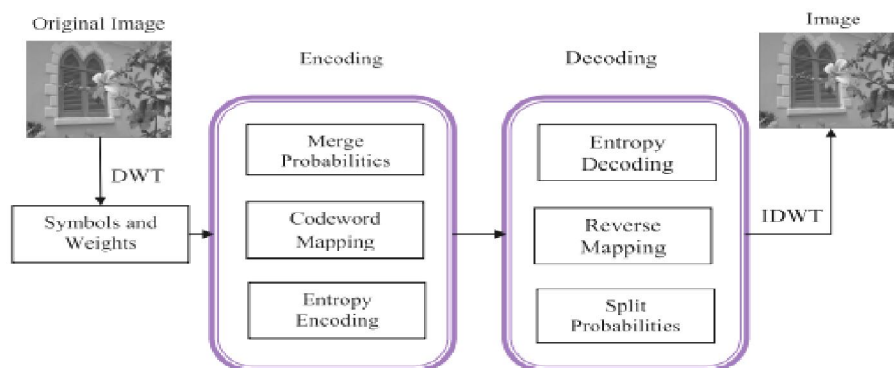 Original Image
Image
Encoding
Decoding
Merge
Probabilities
Entropy
Decoding
DWT
Symbols and
Weights
Codeword
Mapping
Reverse
Mapping
IDWT
Entropy
Encoding
Split
Probabilities